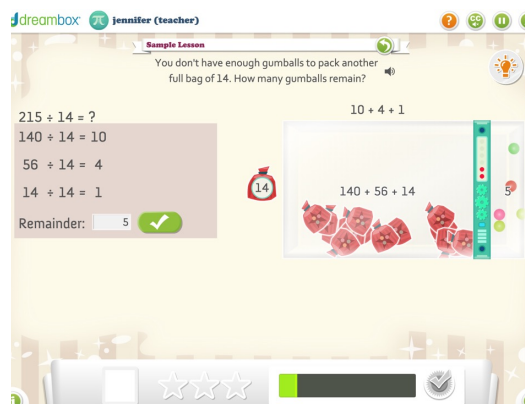 dreambox
π
jennifer (teacher)
?
CC
Sample Lesson
You don't have enough gumballs to pack another
full bag of 14. How many gumballs remain?
10 + 4 + 1
215 ÷ 14 = ?
140 ÷ 14 = 10
56 ÷ 14 = 4
14 ÷ 14 = 1
Remainder: 5
14
140 + 56 + 14
5